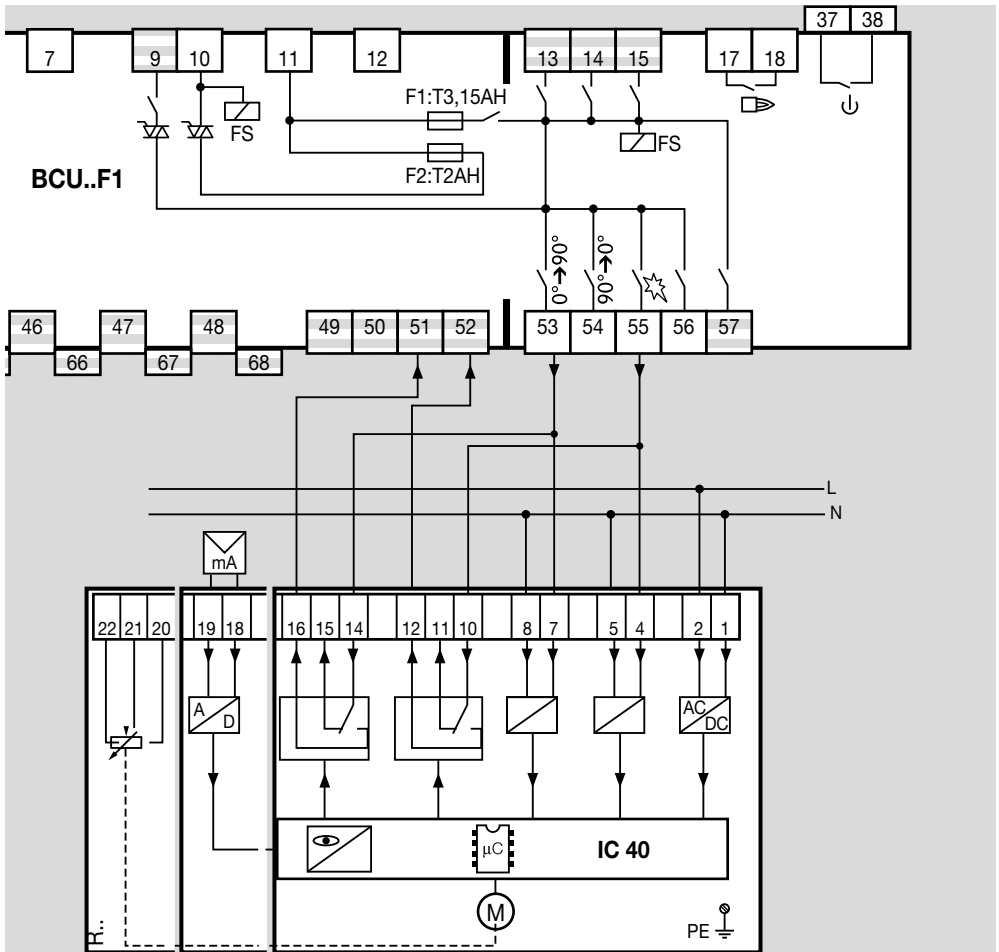 37 38
7 9 10 11 12 13 14 15 17 18
F1:T3,15AH
FS
FS
F2:T2AH
BCU..F1
0°➔90°
90°➔0°
46 47 48 49 50 51 52 53 54 55 56 57
66 67 68
L
N
mA
22 21 20 19 18 16 15 14 12 11 10 8 7 5 4 2 1
A
D
AC
DC
µC
IC 40
M
PE
R..